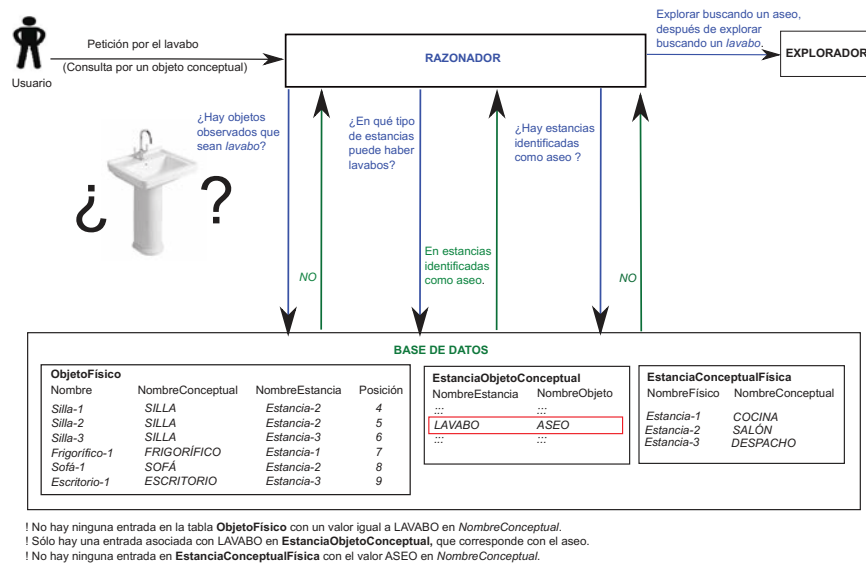 Petición por el lavabo
(Consulta por un objeto conceptual)
Usuario
RAZONADOR
Explorar buscando un aseo,
después de explorar
buscando un lavabo.
EXPLORADOR
¿Hay objetos
observados que
sean lavabo?
¿En qué tipo
de estancias
puede haber
lavabos?
¿Hay estancias
identificadas
como aseo ?
¿ ?
NO
En estancias
identificadas
como aseo.
NO
BASE DE DATOS
ObjetoFísico
Nombre NombreConceptual NombreEstancia Posición
Silla-1 SILLA Estancia-2 4
Silla-2 SILLA Estancia-2 5
Silla-3 SILLA Estancia-3 6
Frigorífico-1 FRIGORÍFICO Estancia-1 7
Sofá-1 SOFÁ Estancia-2 8
Escritorio-1 ESCRITORIO Estancia-3 9
EstanciaObjetoConceptual
NombreEstancia NombreObjeto
::: :::
LAVABO ASEO
::: :::
EstanciaConceptualFísica
NombreFísico NombreConceptual
Estancia-1 COCINA
Estancia-2 SALÓN
Estancia-3 DESPACHO
! No hay ninguna entrada en la tabla ObjetoFísico con un valor igual a LAVABO en NombreConceptual.
! Sólo hay una entrada asociada con LAVABO en EstanciaObjetoConceptual, que corresponde con el aseo.
! No hay ninguna entrada en EstanciaConceptualFísica con el valor ASEO en NombreConceptual.